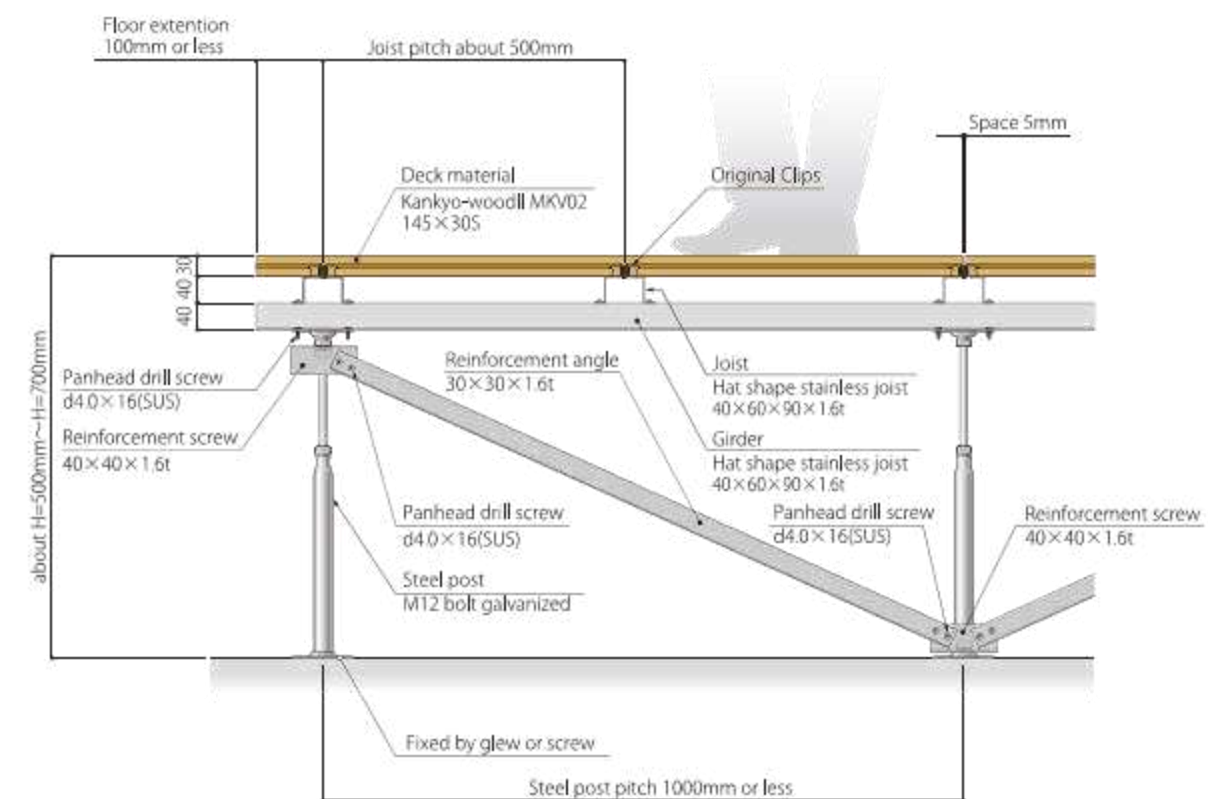 Floor extention
100mm or less
Joist pitch about 500mm
Space 5mm
Deck material
Kankyo-woodⅡ MKV02
145×30S
Original Clips
30
40
40
about H=500mm〜H=700mm
Panhead drill screw
d4.0×16(SUS)
Reinforcement screw
40×40×1.6t
Reinforcement angle
30×30×1.6t
Joist
Hat shape stainless joist
40×60×90×1.6t
Girder
Hat shape stainless joist
40×60×90×1.6t
Panhead drill screw
d4.0×16(SUS)
Panhead drill screw
d4.0×16(SUS)
Reinforcement screw
40×40×1.6t
Steel post
M12 bolt galvanized
Fixed by glew or screw
Steel post pitch 1000mm or less